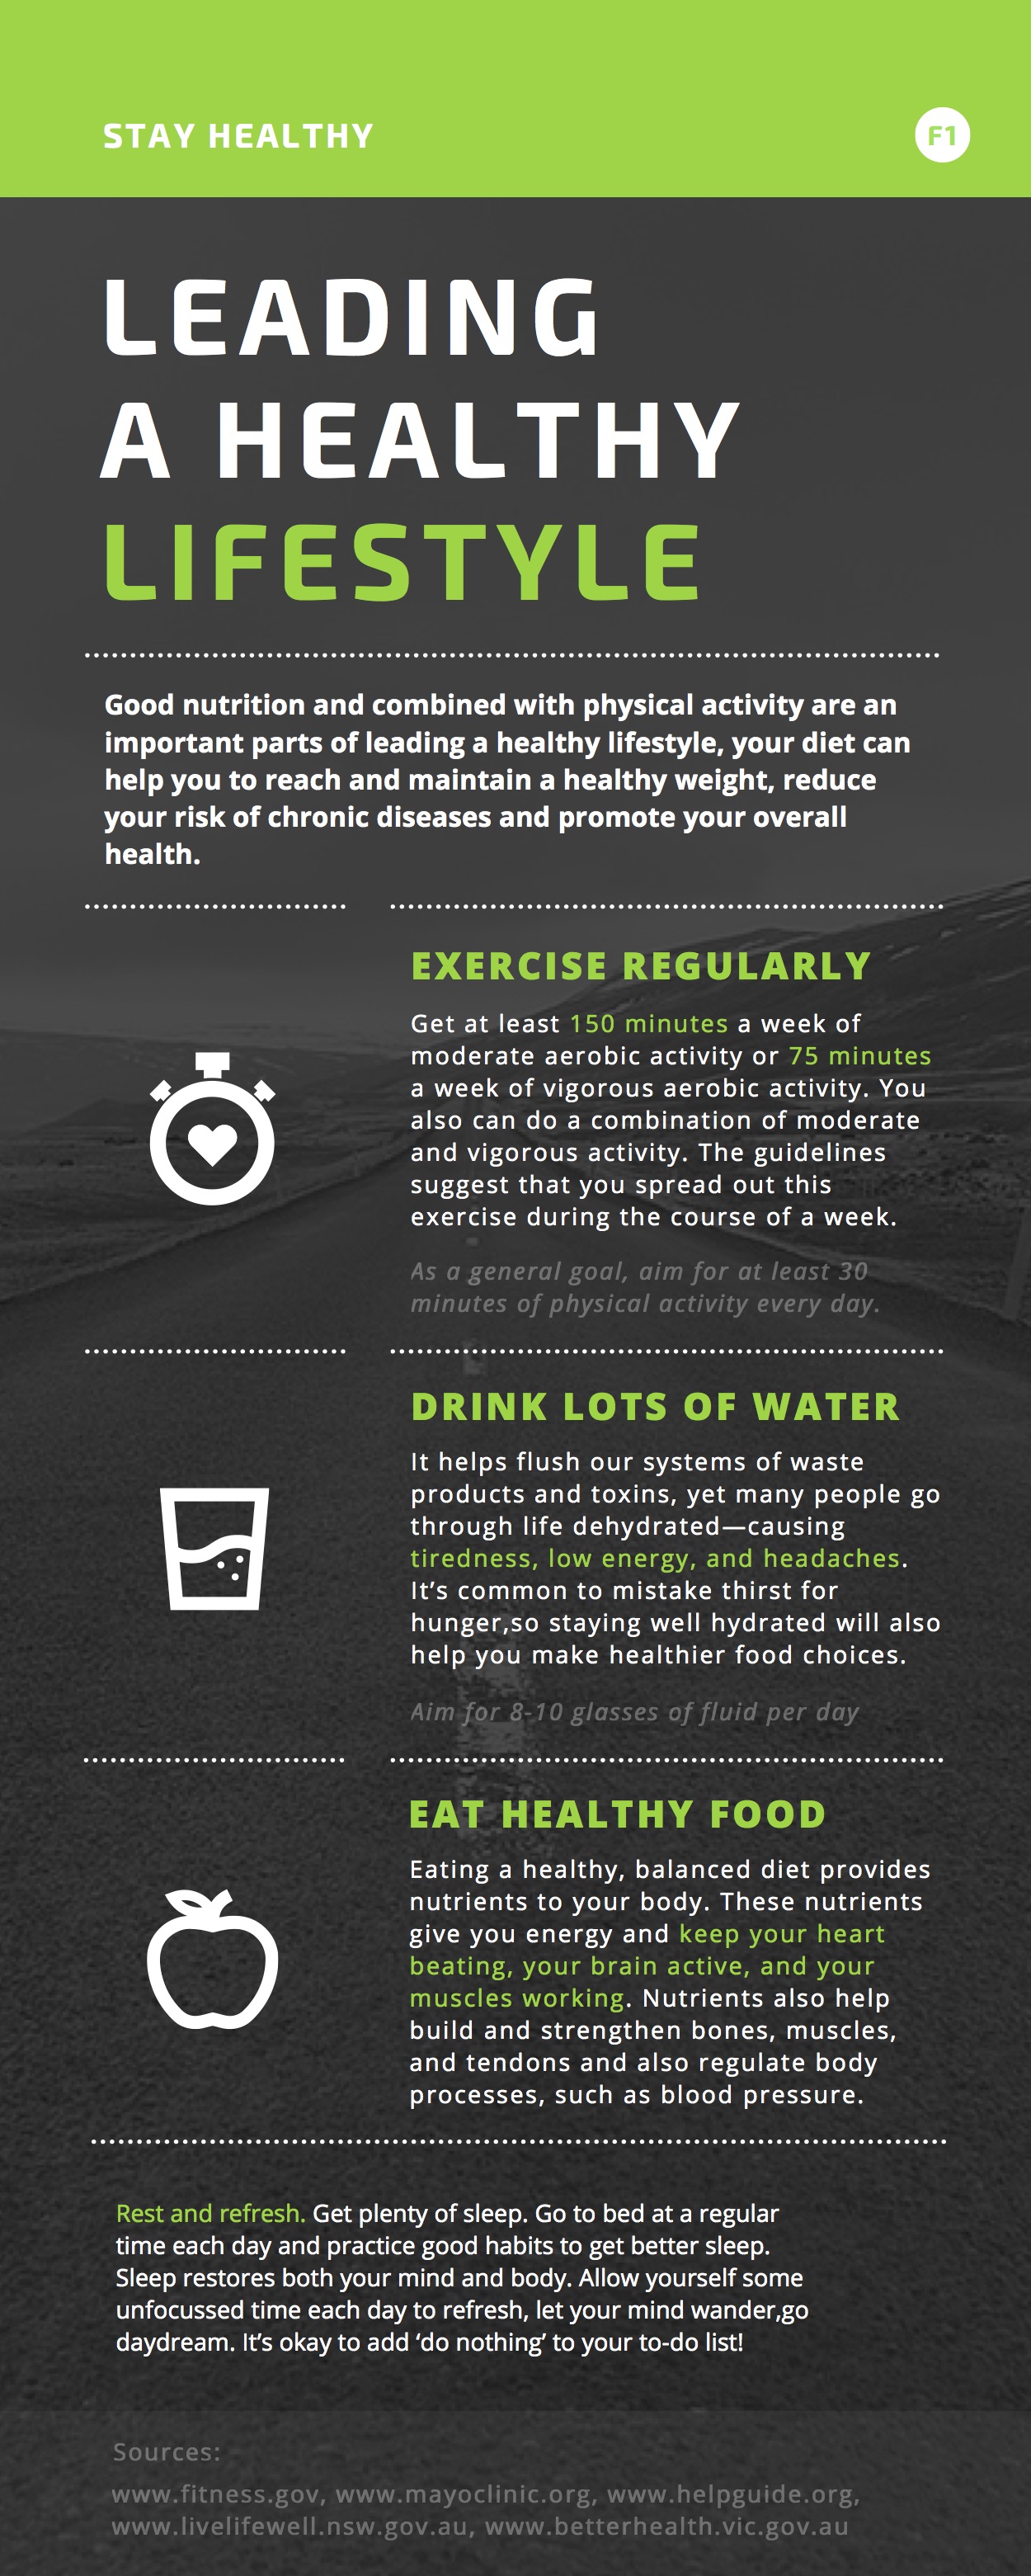 STAY HEALTHY
F1
LEADING
A HEALTHY
LIFESTYLE
Good nutrition and combined with physical activity are an
important parts of leading a healthy lifestyle, your diet can
help you to reach and maintain a healthy weight, reduce
your risk of chronic diseases and promote your overall
health.
EXERCISE REGULARLY
Get at least 150 minutes a week of
moderate aerobic activity or 75 minutes
a week of vigorous aerobic activity. You
also can do a combination of moderate
and vigorous activity. The guidelines
suggest that you spread out this
exercise during the course of a week.
As a general goal, aim for at least 30
minutes of physical activity every day.
DRINK LOTS OF WATER
It helps flush our systems of waste
products and toxins, yet many people go
through life dehydrated—causing
tiredness, low energy, and headaches.
It’s common to mistake thirst for
hunger,so staying well hydrated will also
help you make healthier food choices.
Aim for 8-10 glasses of fluid per day
EAT HEALTHY FOOD
Eating a healthy, balanced diet provides
nutrients to your body. These nutrients
give you energy and keep your heart
beating, your brain active, and your
muscles working. Nutrients also help
build and strengthen bones, muscles,
and tendons and also regulate body
processes, such as blood pressure.
Rest and refresh. Get plenty of sleep. Go to bed at a regular
time each day and practice good habits to get better sleep.
Sleep restores both your mind and body. Allow yourself some
unfocussed time each day to refresh, let your mind wander,go
daydream. It’s okay to add ‘do nothing’ to your to-do list!
Sources:
www.fitness.gov, www.mayoclinic.org, www.helpguide.org,
www.livelifewell.nsw.gov.au, www.betterhealth.vic.gov.au